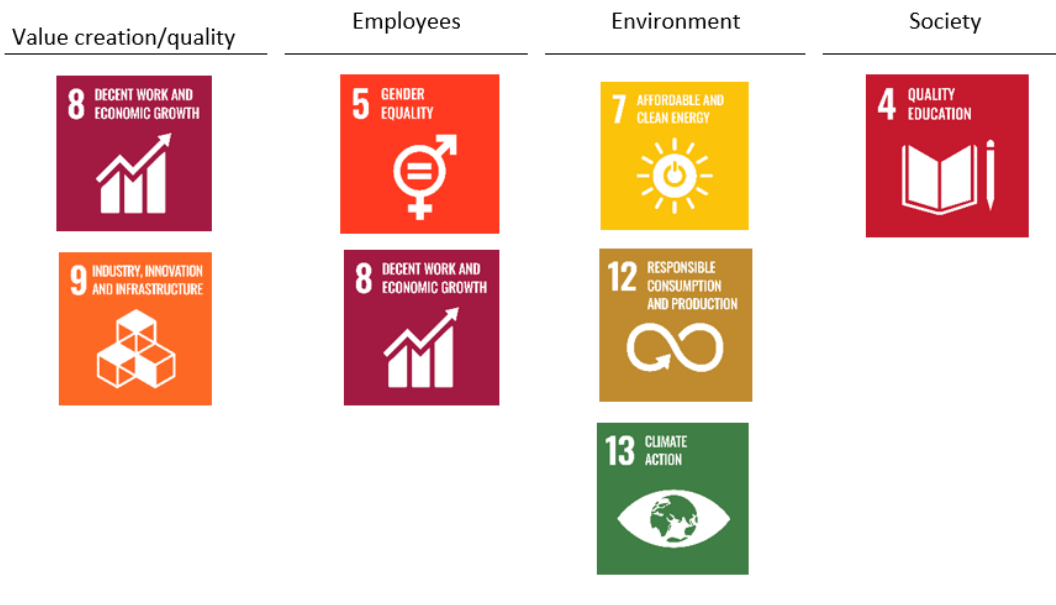 Value creation/quality
Employees
Environment
Society
8 DECENT WORK AND
ECONOMIC GROWTH
9 INDUSTRY, INNOVATION
AND INFRASTRUCTURE
5 GENDER
EQUALITY
8 DECENT WORK AND
ECONOMIC GROWTH
7 AFFORDABLE AND
CLEAN ENERGY
12 RESPONSIBLE
CONSUMPTION
AND PRODUCTION
13 CLIMATE
ACTION
4 QUALITY
EDUCATION